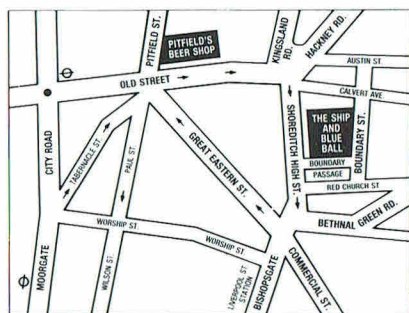 PITFIELD ST.
PITFIELD'S
BEER SHOP
KINGSLAND
RD.
HACKNEY RD.
AUSTIN ST.
OLD STREET
CALVERT AVE.
CITY ROAD
TABERNACLE ST.
PAUL ST.
GREAT EASTERN ST.
SHOREDITCH HIGH ST.
THE SHIP
AND
BLUE
BALL
BOUNDARY ST.
BOUNDARY
PASSAGE
RED CHURCH ST
BETHNAL GREEN RD.
WORSHIP ST.
WORSHIP ST.
MOORGATE
WILSON ST.
LIVERPOOL ST.
STATION
BISHOPSGATE
COMMERCIAL ST.